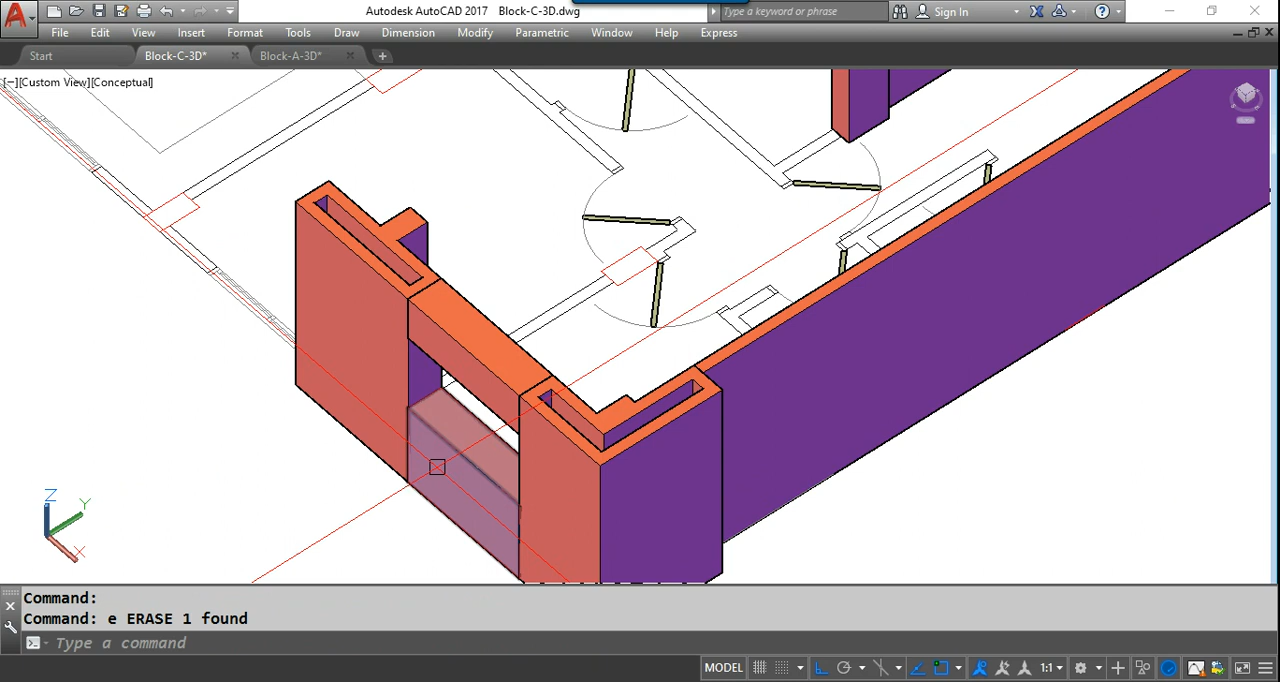 Autodesk AutoCAD 2017 Block-C-3D.dwg
Type a keyword or phrase
Sign In
File Edit View Insert Format Tools Draw Dimension Modify Parametric Window Help Express
Start Block-C-3D* Block-A-3D*
[−][Custom View][Conceptual]
Z
Y
X
Command:
Command: e ERASE 1 found
Type a command
MODEL 1:1